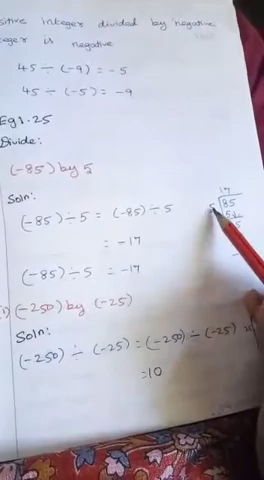 sitive Integer divided by negative
eger is negative
45 ÷ (-9) = -5
45 ÷ (-5) = -9
Eg 1.25
Divide:
(-85) by 5
Soln:
(-85) ÷ 5 = (-85) ÷ 5
= -17
(-85) ÷ 5 = -17
17
85
5
) (-250) by (-25)
Soln:
(-250) ÷ (-25) = (-250) ÷ (-25)
=10